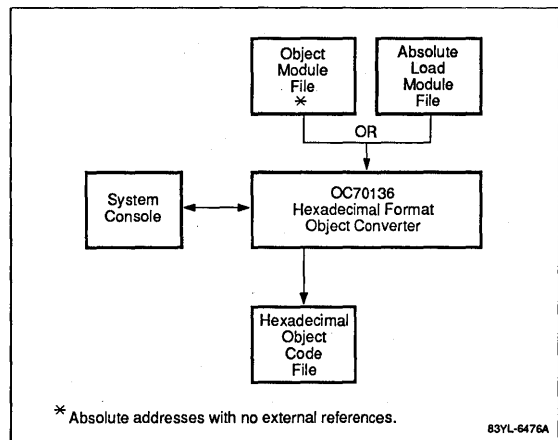 Object
Module
File
*
Absolute
Load
Module
File
OR
System
Console
OC70136
Hexadecimal Format
Object Converter
Hexadecimal
Object
Code
File
* Absolute addresses with no external references.
83YL-6476A